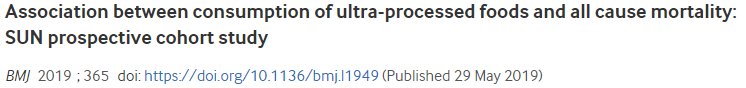 Association between consumption of ultra-processed foods and all cause mortality:
SUN prospective cohort study
BMJ 2019 ; 365 doi: https://doi.org/10.1136/bmj.l1949 (Published 29 May 2019)